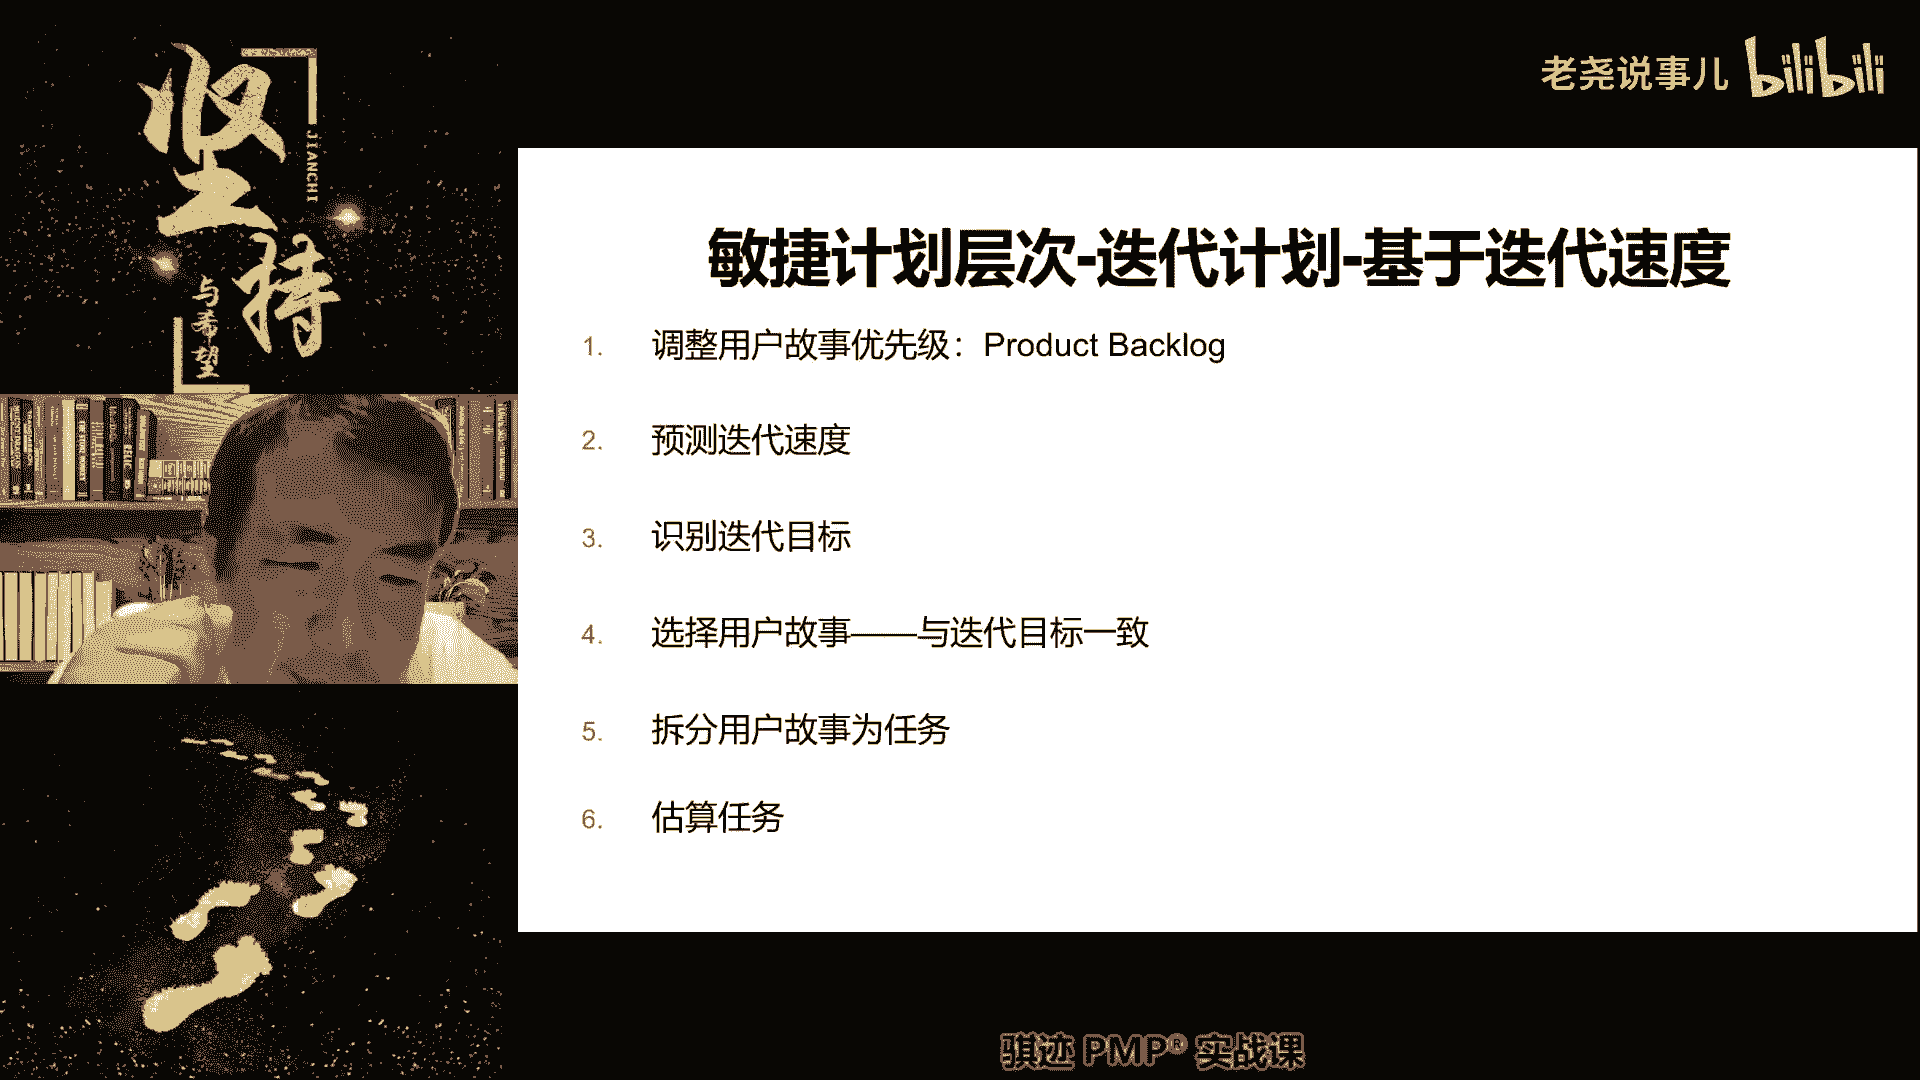 坚持
JIANCHI
与希望
老尧说事儿 bilibili
敏捷计划层次-迭代计划-基于迭代速度
1. 调整用户故事优先级：Product Backlog
2. 预测迭代速度
3. 识别迭代目标
4. 选择用户故事——与迭代目标一致
5. 拆分用户故事为任务
6. 估算任务
骐迹 PMP® 实战课